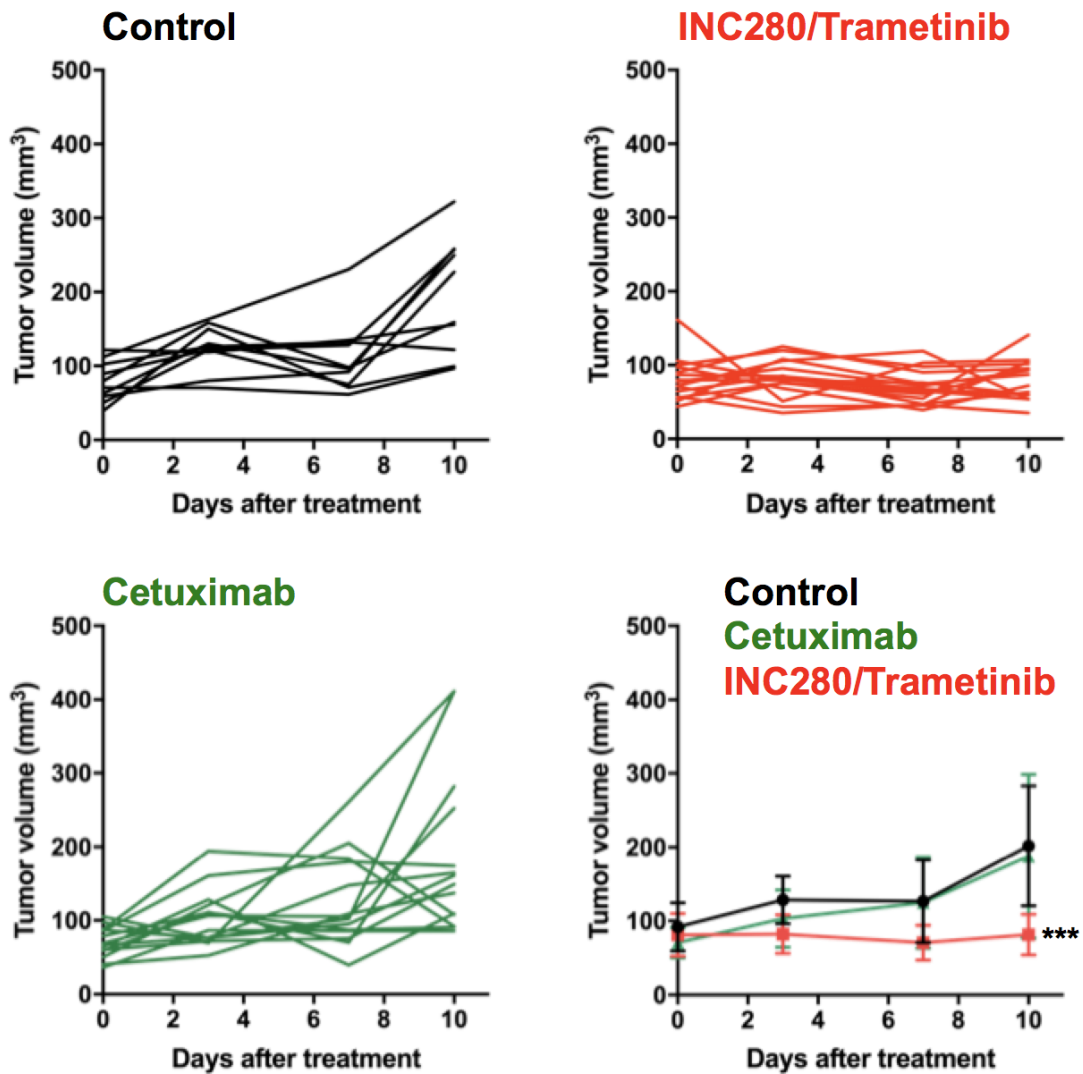 Control
500
400
300
200
100
0
Tumor volume (mm³)
0 2 4 6 8 10
Days after treatment
INC280/Trametinib
500
400
300
200
100
0
Tumor volume (mm³)
0 2 4 6 8 10
Days after treatment
Cetuximab
500
400
300
200
100
0
Tumor volume (mm³)
0 2 4 6 8 10
Days after treatment
Control
Cetuximab
INC280/Trametinib
500
400
300
200
100
0
Tumor volume (mm³)
***
0 2 4 6 8 10
Days after treatment